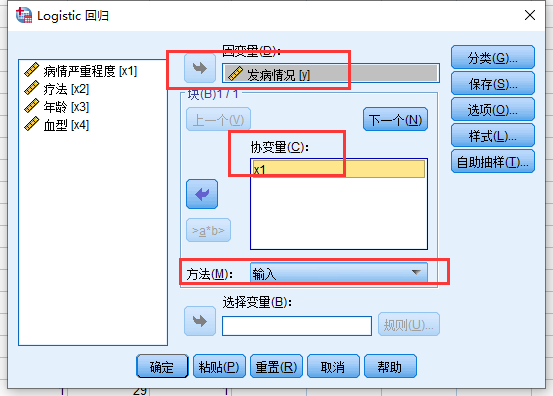 Logistic 回归
因变量(D):
病情严重程度 [x1]
疗法 [x2]
年龄 [x3]
血型 [x4]
发病情况 [y]
块(B)1 / 1
上一个(V)
下一个(N)
协变量(C):
x1
>a*b>
方法(M):
输入
选择变量(B):
规则(U)...
分类(G)...
保存(S)...
选项(O)...
样式(L)...
自助抽样(T)...
确定
粘贴(P)
重置(R)
取消
帮助
29
1